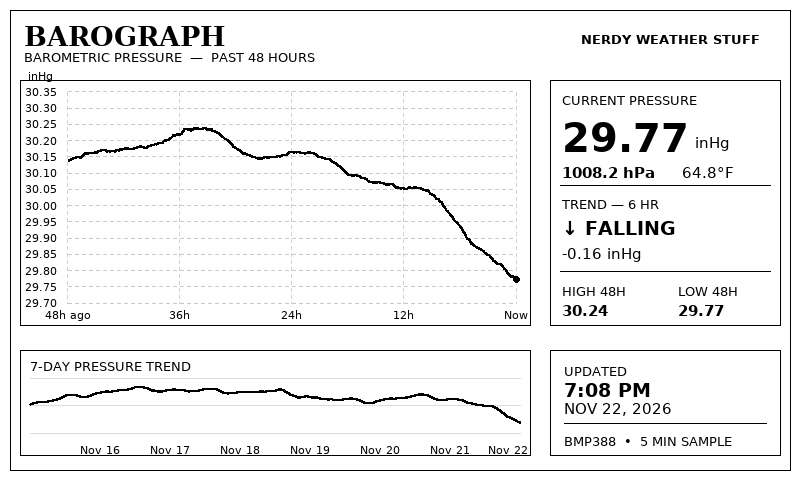 BAROGRAPH
BAROMETRIC PRESSURE — PAST 48 HOURS
NERDY WEATHER STUFF
inHg
30.35
30.30
30.25
30.20
30.15
30.10
30.05
30.00
29.95
29.90
29.85
29.80
29.75
29.70
48h ago 36h 24h 12h Now
CURRENT PRESSURE
29.77 inHg
1008.2 hPa 64.8°F
TREND — 6 HR
↓ FALLING
-0.16 inHg
HIGH 48H LOW 48H
30.24 29.77
7-DAY PRESSURE TREND
Nov 16 Nov 17 Nov 18 Nov 19 Nov 20 Nov 21 Nov 22
UPDATED
7:08 PM
NOV 22, 2026
BMP388 • 5 MIN SAMPLE